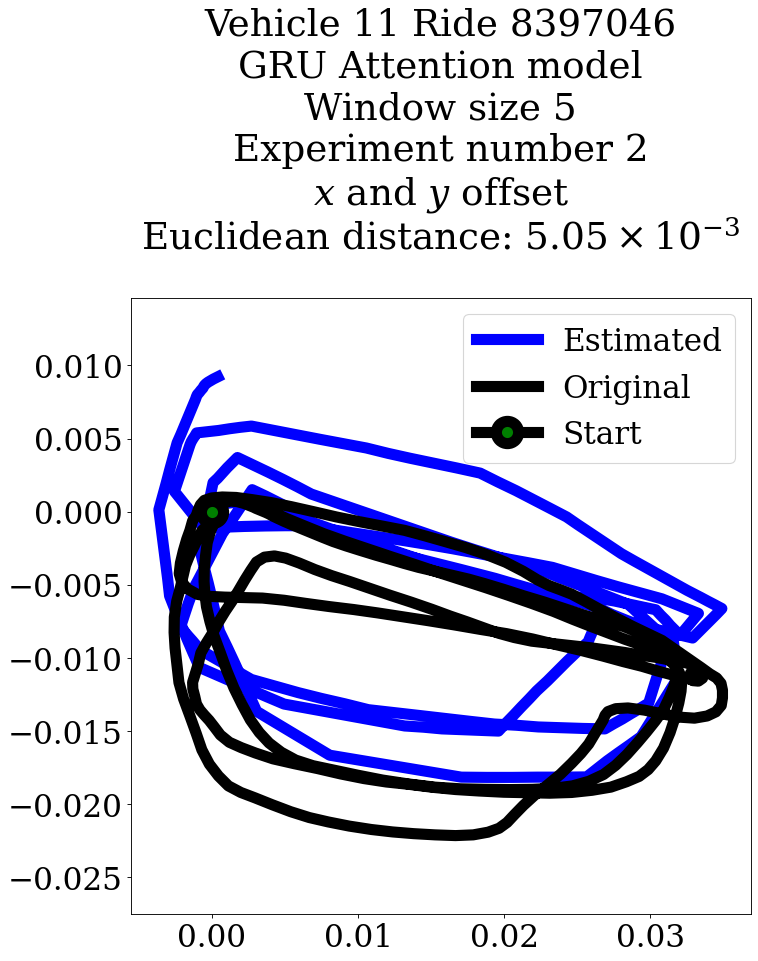 Vehicle 11 Ride 8397046
GRU Attention model
Window size 5
Experiment number 2
x and y offset
Euclidean distance: 5.05 × 10⁻³
Estimated
Original
Start
0.010
0.005
0.000
−0.005
−0.010
−0.015
−0.020
−0.025
0.00 0.01 0.02 0.03